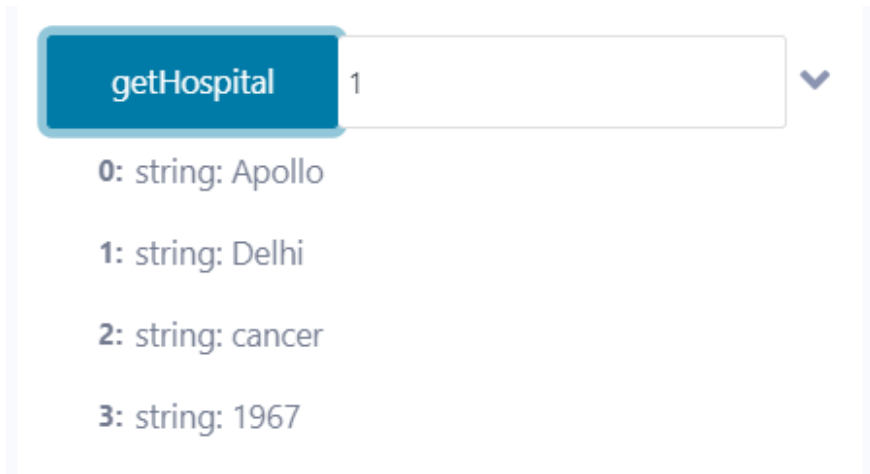 getHospital 1
0: string: Apollo
1: string: Delhi
2: string: cancer
3: string: 1967